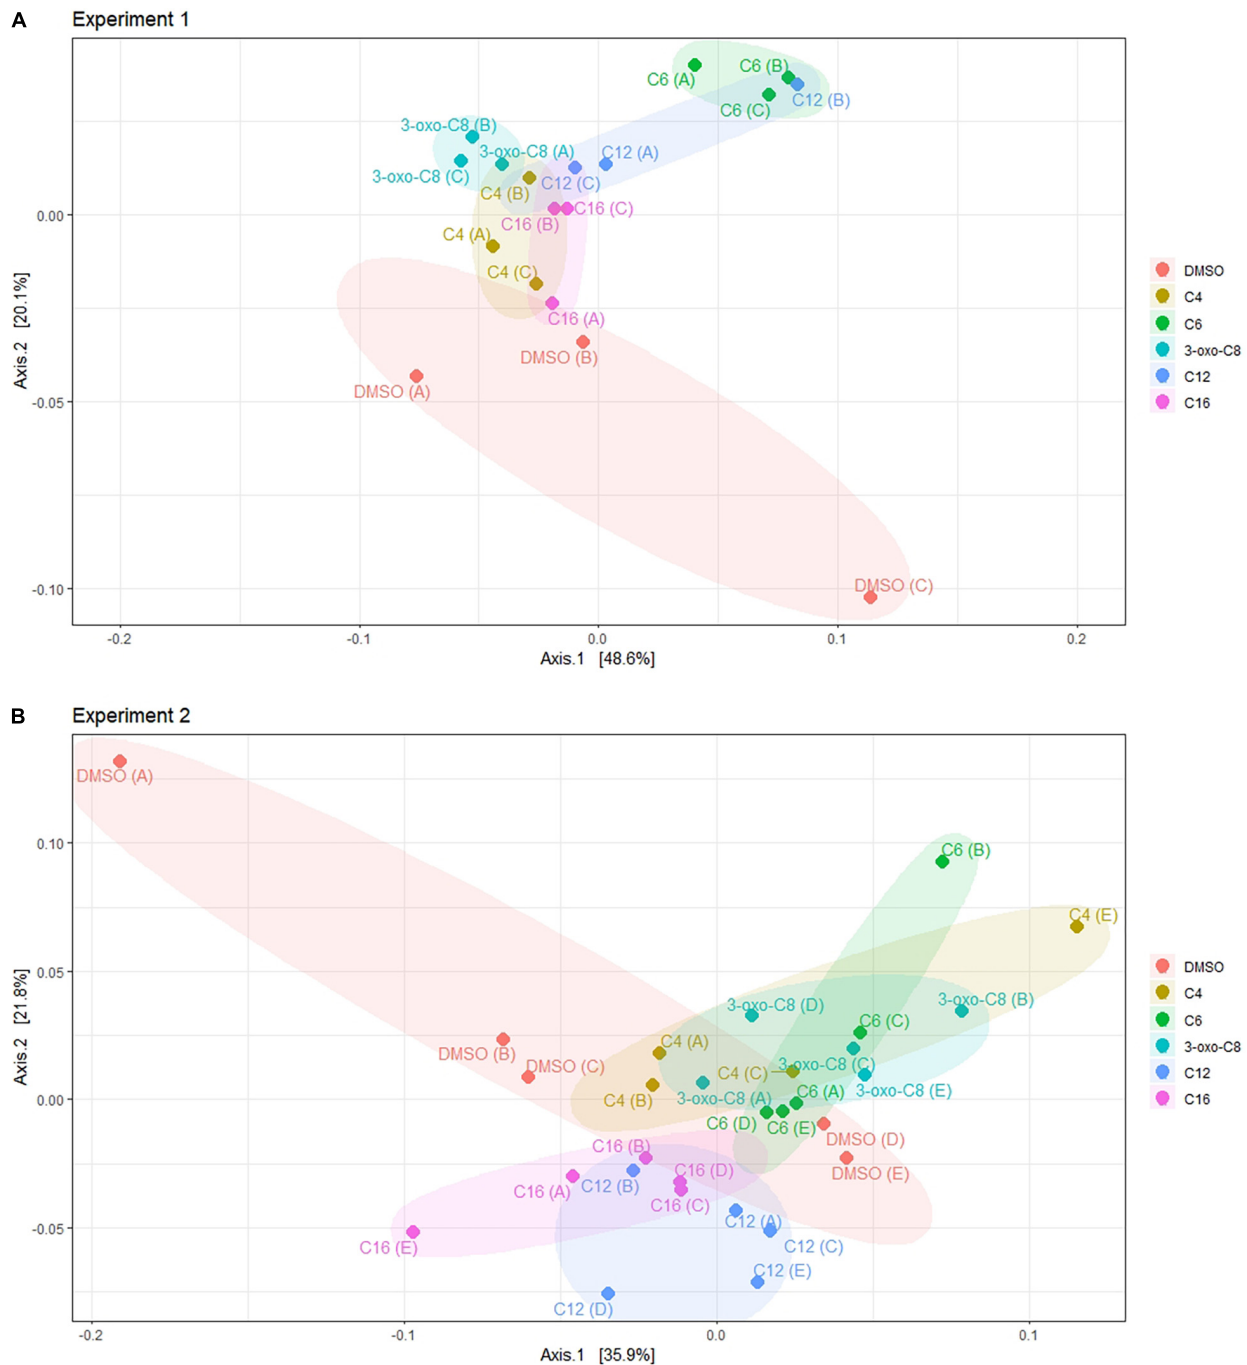 A
Experiment 1
C6 (A)
C6 (B)
C6 (C)
C12 (B)
3-oxo-C8 (B)
3-oxo-C8 (A)
3-oxo-C8 (C)
C12 (A)
C12 (C)
C4 (B)
C16 (C)
C16 (B)
C4 (A)
C4 (C)
C16 (A)
DMSO (B)
DMSO (A)
DMSO (C)
0.00
-0.05
-0.10
Axis.2 [20.1%]
-0.2
-0.1
0.0
0.1
0.2
Axis.1 [48.6%]
DMSO
C4
C6
3-oxo-C8
C12
C16
B
Experiment 2
DMSO (A)
C6 (B)
C4 (E)
3-oxo-C8 (B)
3-oxo-C8 (D)
C6 (C)
DMSO (B)
C4 (A)
DMSO (C)
C4 (C)
3-oxo-C8 (C)
C4 (B)
3-oxo-C8 (A)
C6 (A)
3-oxo-C8 (E)
C6 (D)
C6 (E)
DMSO (D)
C16 (B)
DMSO (E)
C16 (A)
C12 (B)
C16 (D)
C16 (C)
C12 (A)
C16 (E)
C12 (C)
C12 (E)
C12 (D)
0.10
0.05
0.00
-0.05
Axis.2 [21.8%]
-0.2
-0.1
0.0
0.1
Axis.1 [35.9%]
DMSO
C4
C6
3-oxo-C8
C12
C16